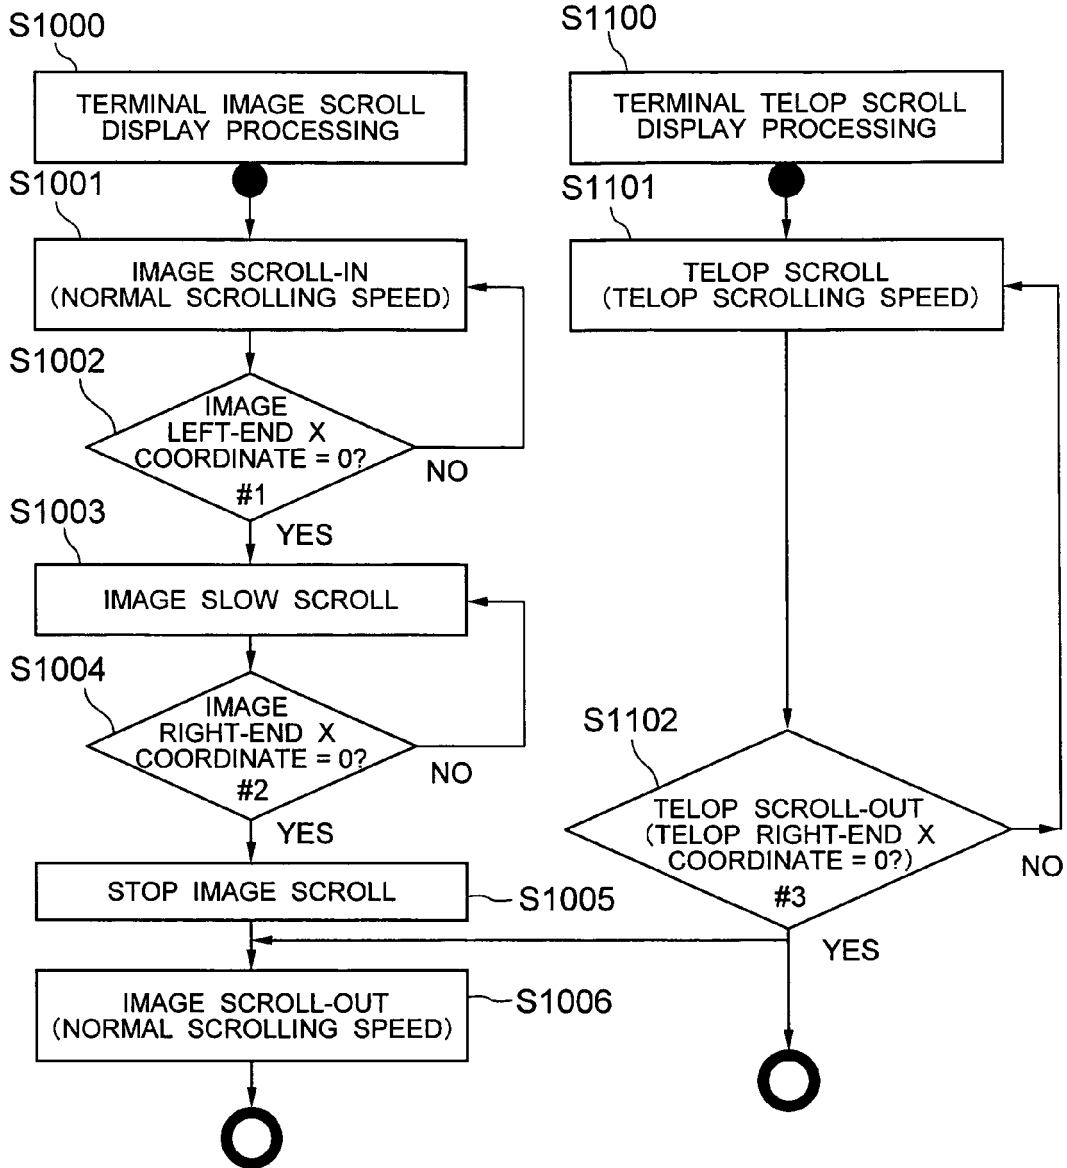 S1000
TERMINAL IMAGE SCROLL
DISPLAY PROCESSING
S1001
IMAGE SCROLL-IN
(NORMAL SCROLLING SPEED)
S1002
IMAGE
LEFT-END X
COORDINATE = 0?
#1
NO
YES
S1003
IMAGE SLOW SCROLL
S1004
IMAGE
RIGHT-END X
COORDINATE = 0?
#2
NO
YES
STOP IMAGE SCROLL
S1005
IMAGE SCROLL-OUT
(NORMAL SCROLLING SPEED)
S1006
S1100
TERMINAL TELOP SCROLL
DISPLAY PROCESSING
S1101
TELOP SCROLL
(TELOP SCROLLING SPEED)
S1102
TELOP SCROLL-OUT
(TELOP RIGHT-END X
COORDINATE = 0?)
#3
NO
YES